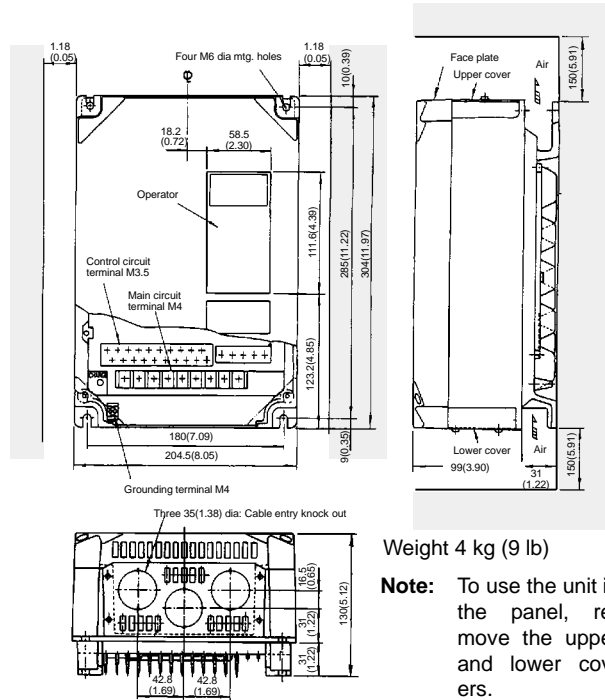 1.18
(0.05)
Four M6 dia mtg. holes
1.18
(0.05)
10(0.39)
18.2
(0.72)
58.5
(2.30)
Operator
111.6(4.39)
285(11.22)
304(11.97)
Control circuit
terminal M3.5
Main circuit
terminal M4
CHARGE
123.2(4.85)
180(7.09)
204.5(8.05)
9(0.35)
Grounding terminal M4
Face plate
Upper cover
Air
150(5.91)
Lower cover
Air
99(3.90)
31
(1.22)
150(5.91)
Three 35(1.38) dia: Cable entry knock out
16.5
(0.65)
31
(1.22)
31
(1.22)
130(5.12)
42.8
(1.69)
42.8
(1.69)
Weight 4 kg (9 lb)
Note: To use the unit i
the panel, re
move the uppe
and lower cov
ers.